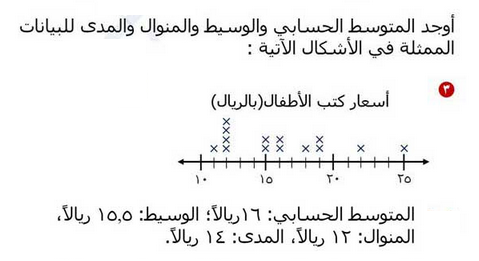 أوجد المتوسط الحسابي والوسيط والمنوال والمدى للبيانات
الممثلة في الأشكال الآتية :
٣
أسعار كتب الأطفال(بالريال)
١٠ ١٥ ٢٠ ٢٥
المتوسط الحسابي: ١٦ريالاً؛ الوسيط: ١٥,٥ ريالاً،
المنوال: ١٢ ريالاً، المدى: ١٤ ريالاً.